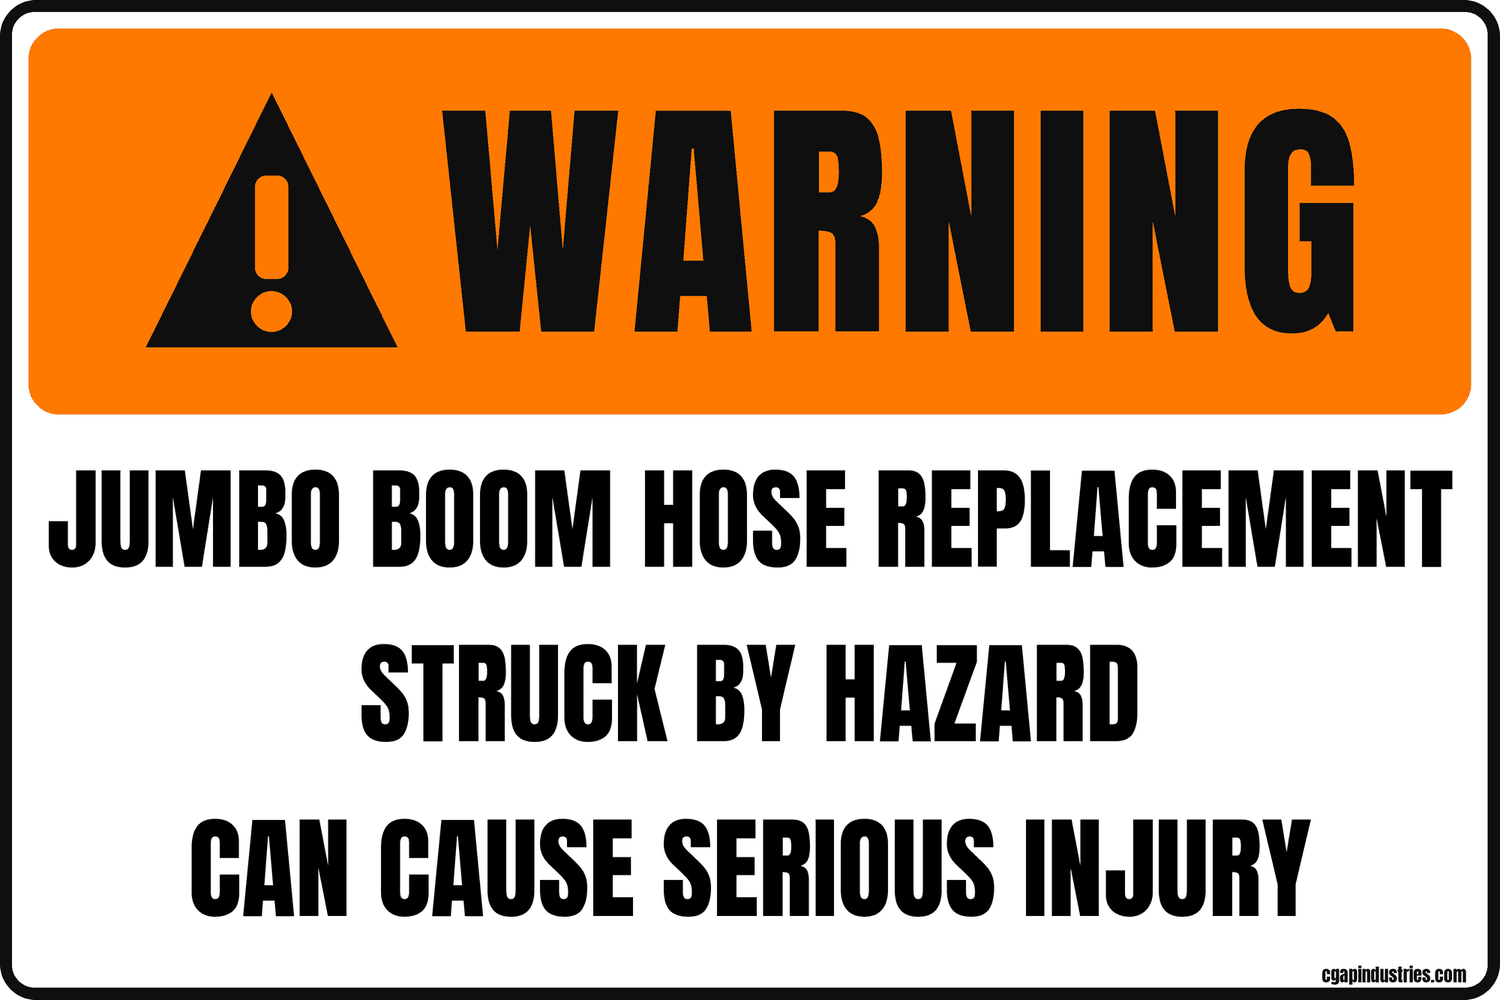 WARNING
JUMBO BOOM HOSE REPLACEMENT
STRUCK BY HAZARD
CAN CAUSE SERIOUS INJURY
cgapindustries.com